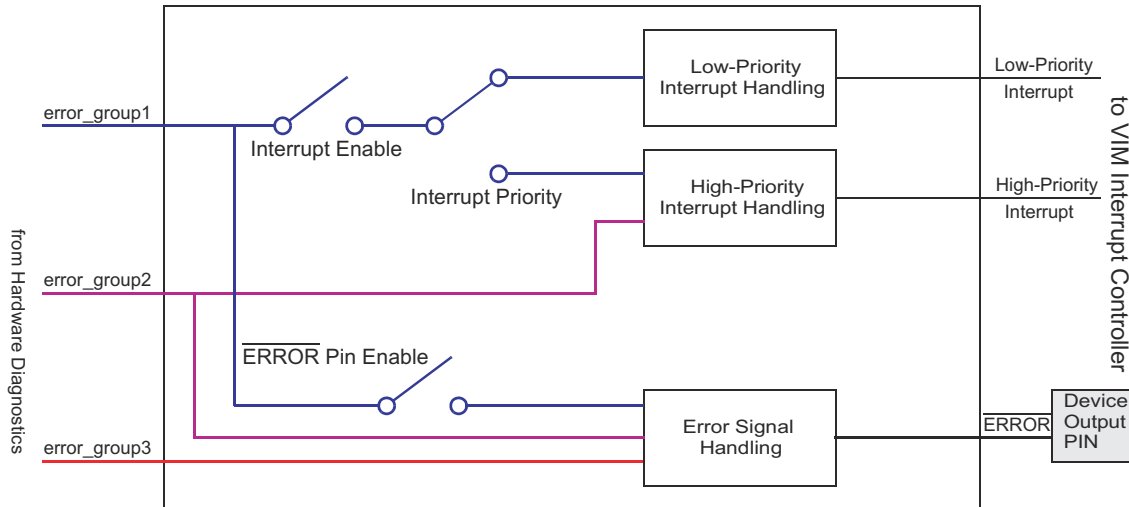 from Hardware Diagnostics
error_group1
error_group2
error_group3
Interrupt Enable
Interrupt Priority
ERROR Pin Enable
Low-Priority
Interrupt Handling
High-Priority
Interrupt Handling
Error Signal
Handling
Low-Priority
Interrupt
High-Priority
Interrupt
ERROR
Device
Output
PIN
to VIM Interrupt Controller